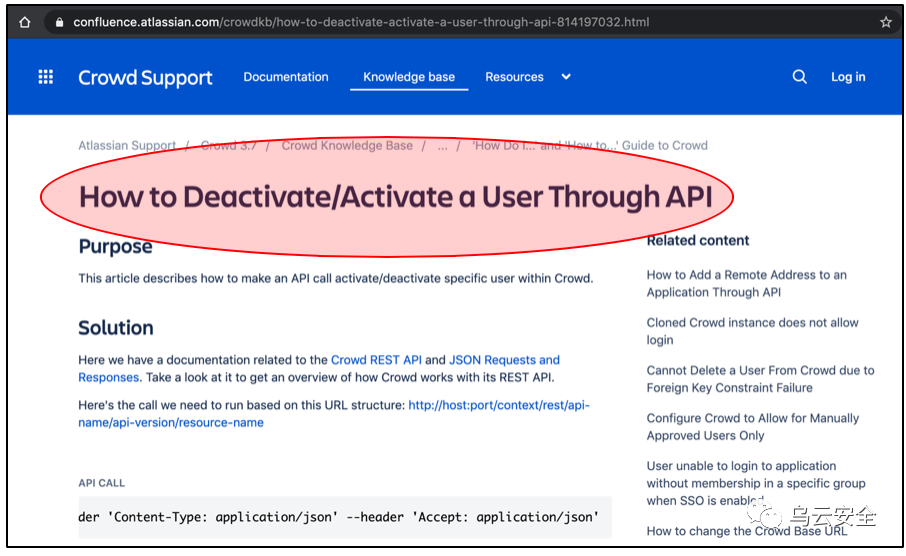 confluence.atlassian.com/crowdkb/how-to-deactivate-activate-a-user-through-api-814197032.html
Crowd Support
Documentation
Knowledge base
Resources
Log in
Atlassian Support / Crowd 3.7 / Crowd Knowledge Base / ... / 'How Do I...' and 'How to...' Guide to Crowd
How to Deactivate/Activate a User Through API
Purpose
This article describes how to make an API call activate/deactivate specific user within Crowd.
Solution
Here we have a documentation related to the Crowd REST API and JSON Requests and
Responses. Take a look at it to get an overview of how Crowd works with its REST API.
Here's the call we need to run based on this URL structure: http://host:port/context/rest/api-
name/api-version/resource-name
API CALL
der 'Content-Type: application/json' --header 'Accept: application/json'
Related content
How to Add a Remote Address to an
Application Through API
Cloned Crowd instance does not allow
login
Cannot Delete a User From Crowd due to
Foreign Key Constraint Failure
Configure Crowd to Allow for Manually
Approved Users Only
User unable to login to application
without membership in a specific group
when SSO is enabled
How to change the Crowd Base URL
乌云安全